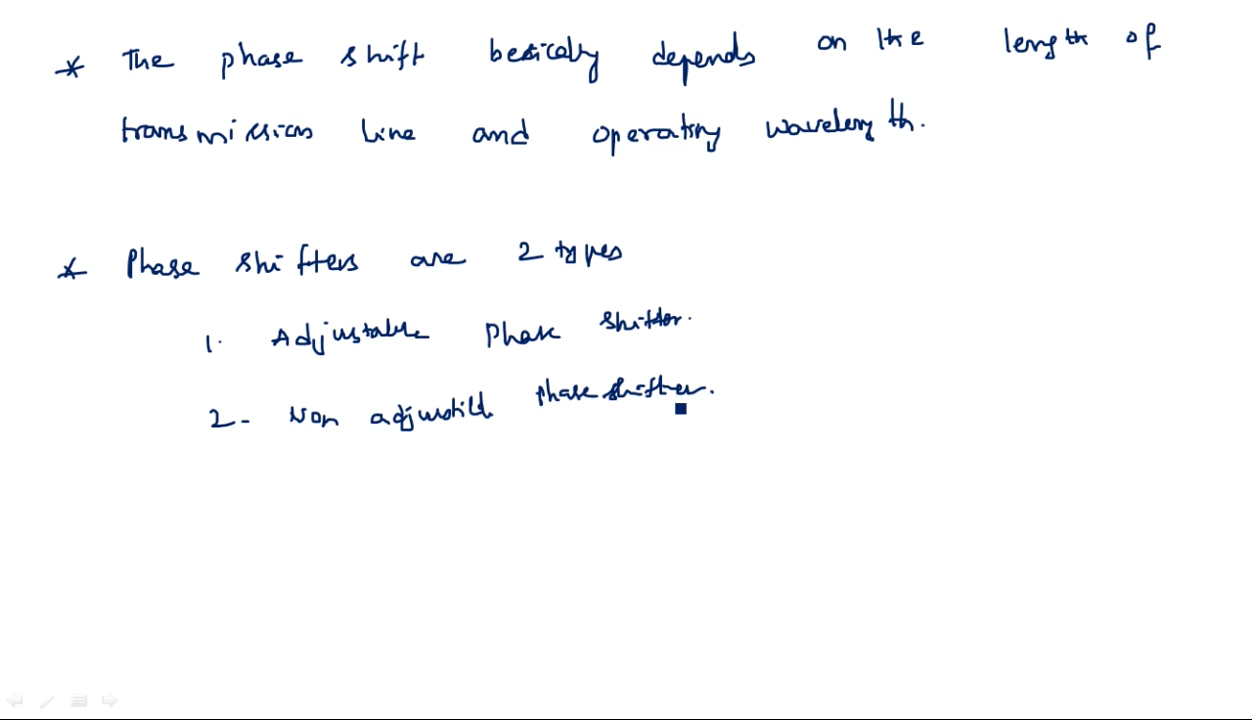 * The phase shift basically depends on the length of
transmission line and operating wavelength.
* Phase shifters are 2 types
1. Adjustable Phase shifter.
2- Non adjustible phase shifter.